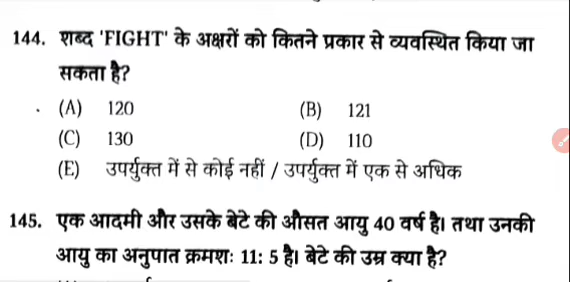 144. शब्द 'FIGHT' के अक्षरों को कितने प्रकार से व्यवस्थित किया जा
सकता है?
(A) 120 (B) 121
(C) 130 (D) 110
(E) उपर्युक्त में से कोई नहीं / उपर्युक्त में एक से अधिक
145. एक आदमी और उसके बेटे की औसत आयु 40 वर्ष है। तथा उनकी
आयु का अनुपात क्रमशः 11: 5 है। बेटे की उम्र क्या है?